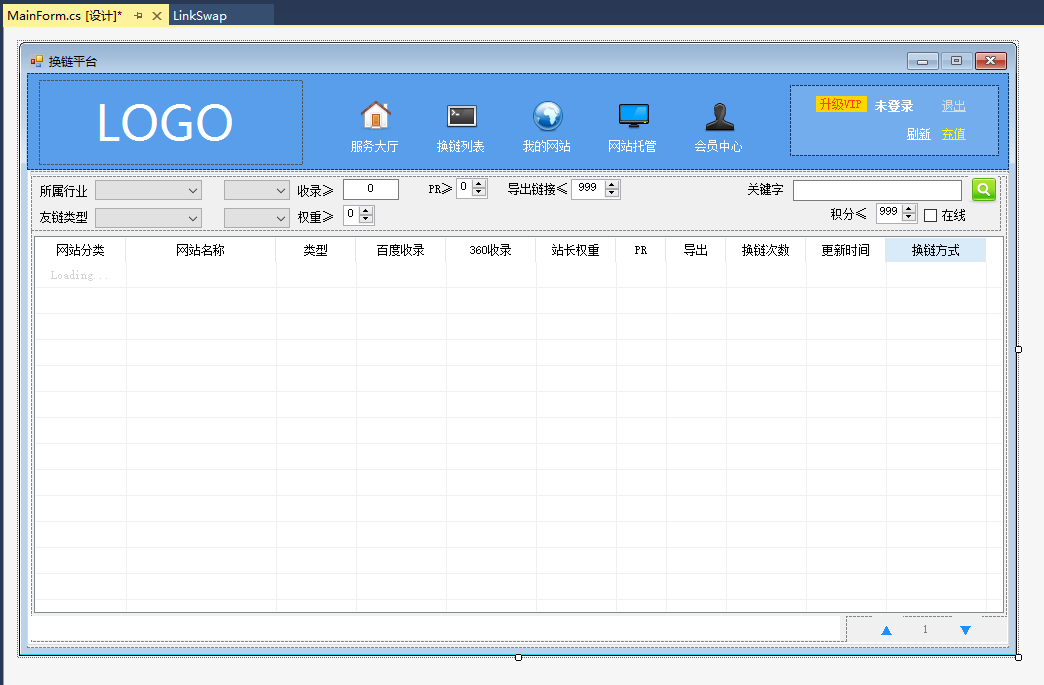 MainForm.cs [设计]* LinkSwap
换链平台
LOGO
服务大厅 换链列表 我的网站 网站托管 会员中心
升级VIP 未登录 退出
刷新 充值
所属行业 收录≥ 0 PR≥ 0 导出链接≤ 999 关键字
友链类型 权重≥ 0 积分≤ 999 在线
网站分类 网站名称 类型 百度收录 360收录 站长权重 PR 导出 换链次数 更新时间 换链方式
Loading...
1